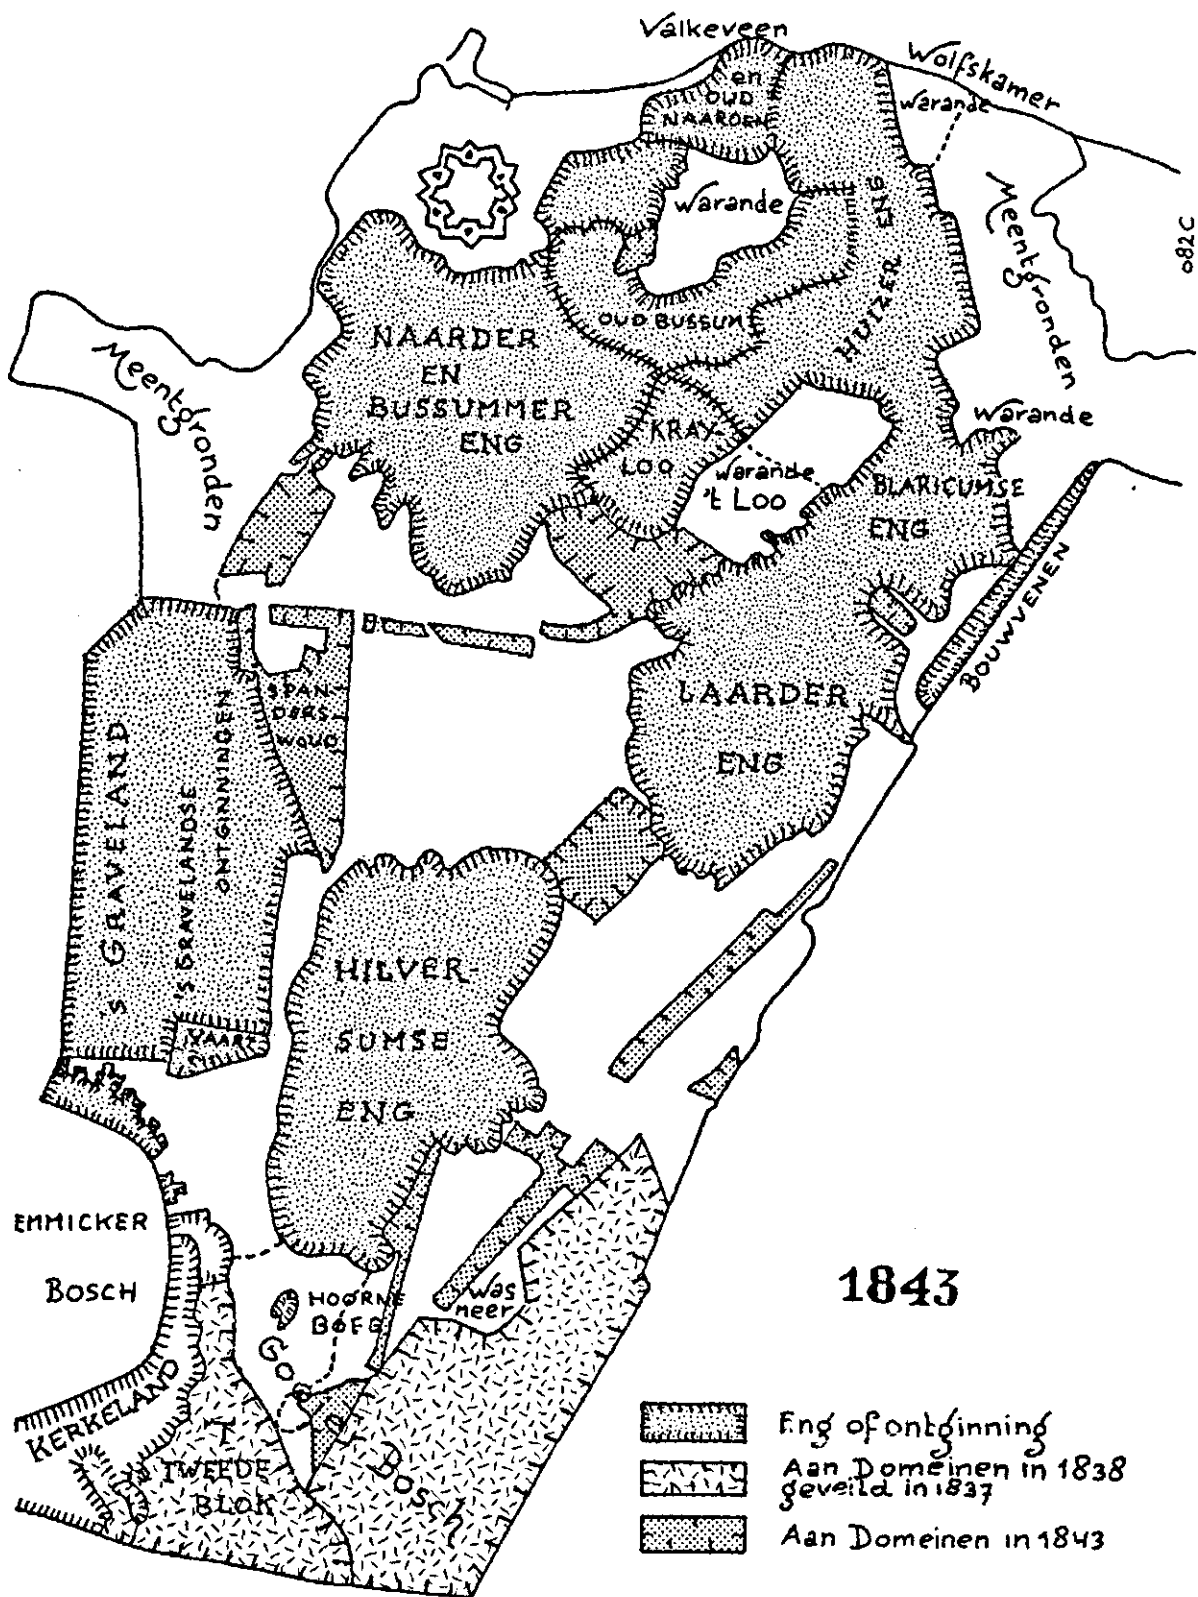 Valkeveen
en
OUD
NAARDEN
Wolfskamer
Warande
Warande
Meentgronden
082C
HUIZER ENG
OUD BUSSUM
NAARDER
EN
BUSSUMMER
ENG
Meentgronden
KRAY-
LOO
Warande
Warande
't LOO
BLARICUMSE
ENG
BOUWVENEN
SPAN-
DERS-
WOUD
LAARDER
ENG
'S GRAVELAND
'S GRAVELANDSE
ONTGINNINGEN
VAART
HILVER-
SUMSE
ENG
EMMICKER
BOSCH
HOORNE
BOEG
Was
meer
1843
Gooier Bosch
KERKELAND
'T
TWEEDE
BLOK
Eng of ontginning
Aan Domeinen in 1838
geveild in 1837
Aan Domeinen in 1843